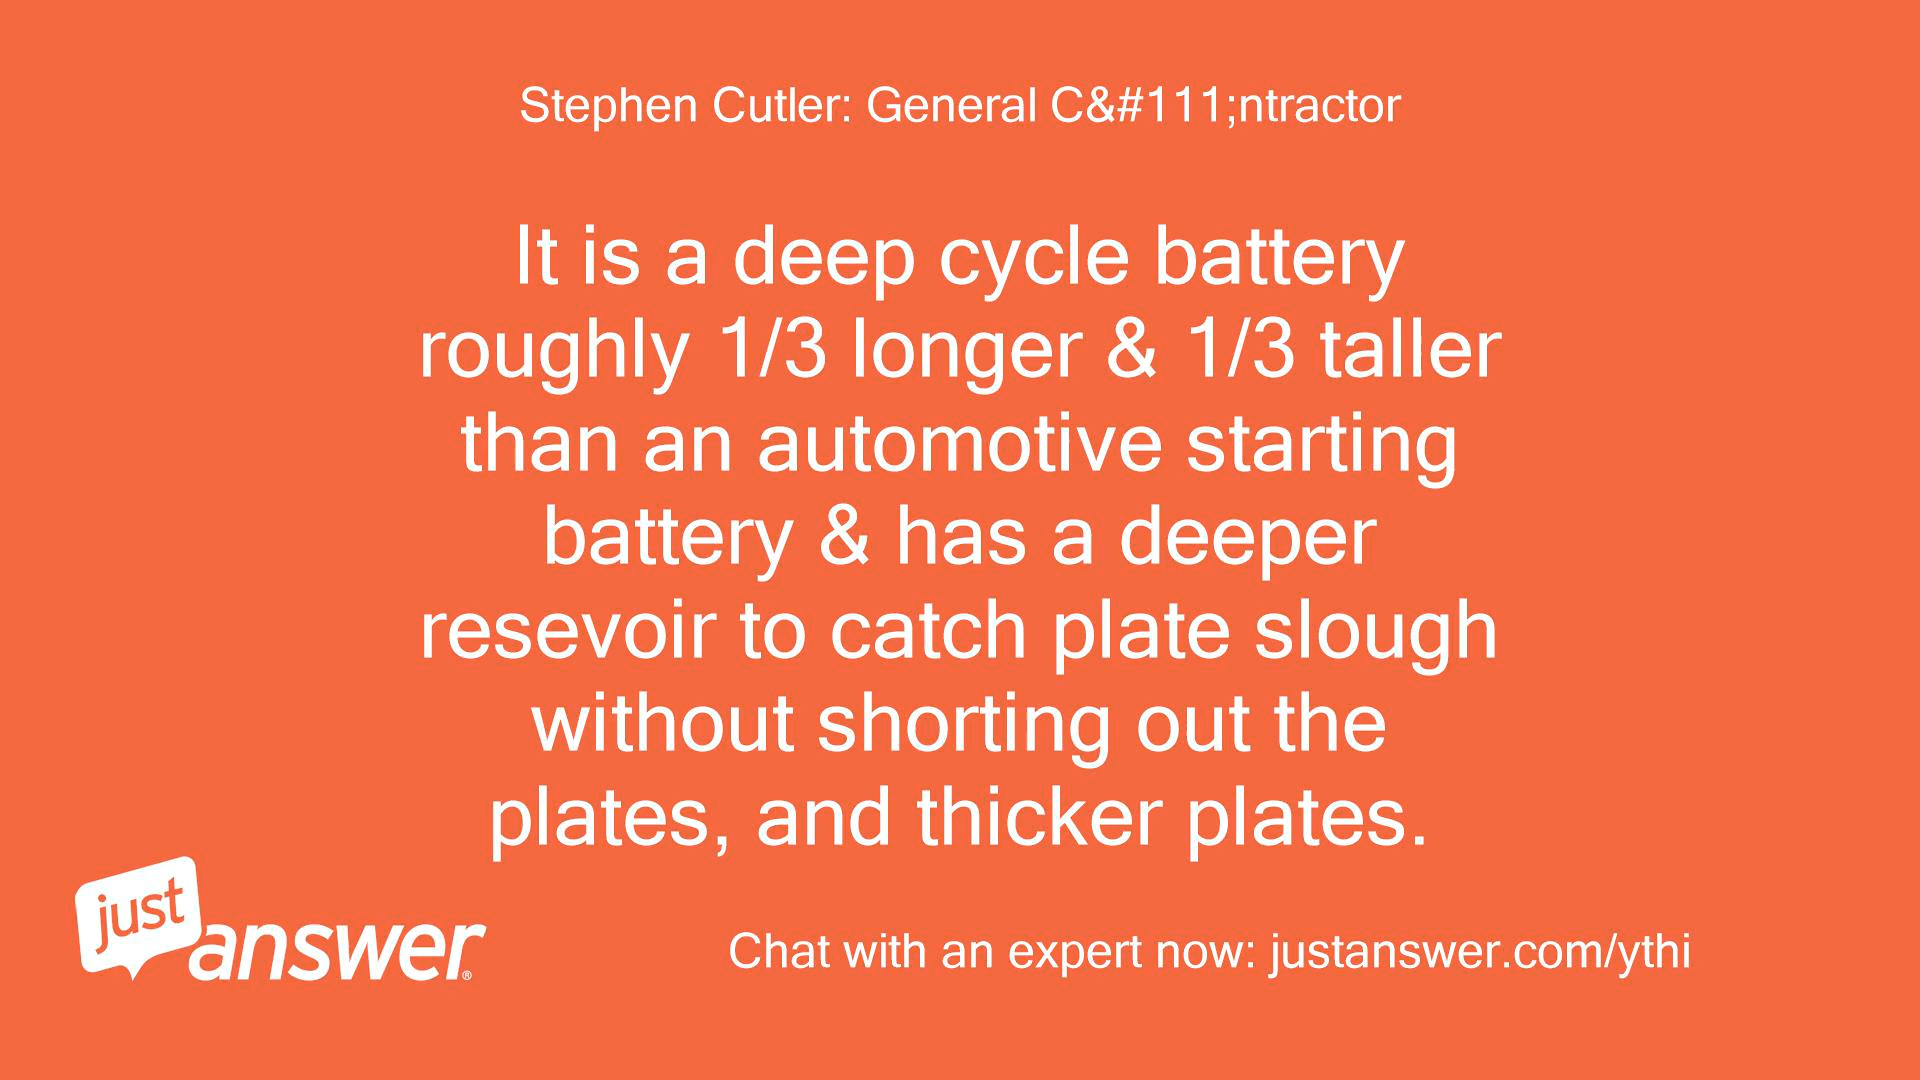 Stephen Cutler: General C&#111;ntractor
It is a deep cycle battery
roughly 1/3 longer & 1/3 taller
than an automotive starting
battery & has a deeper
resevoir to catch plate slough
without shorting out the
plates, and thicker plates.
just
answer®
Chat with an expert now: justanswer.com/ythi